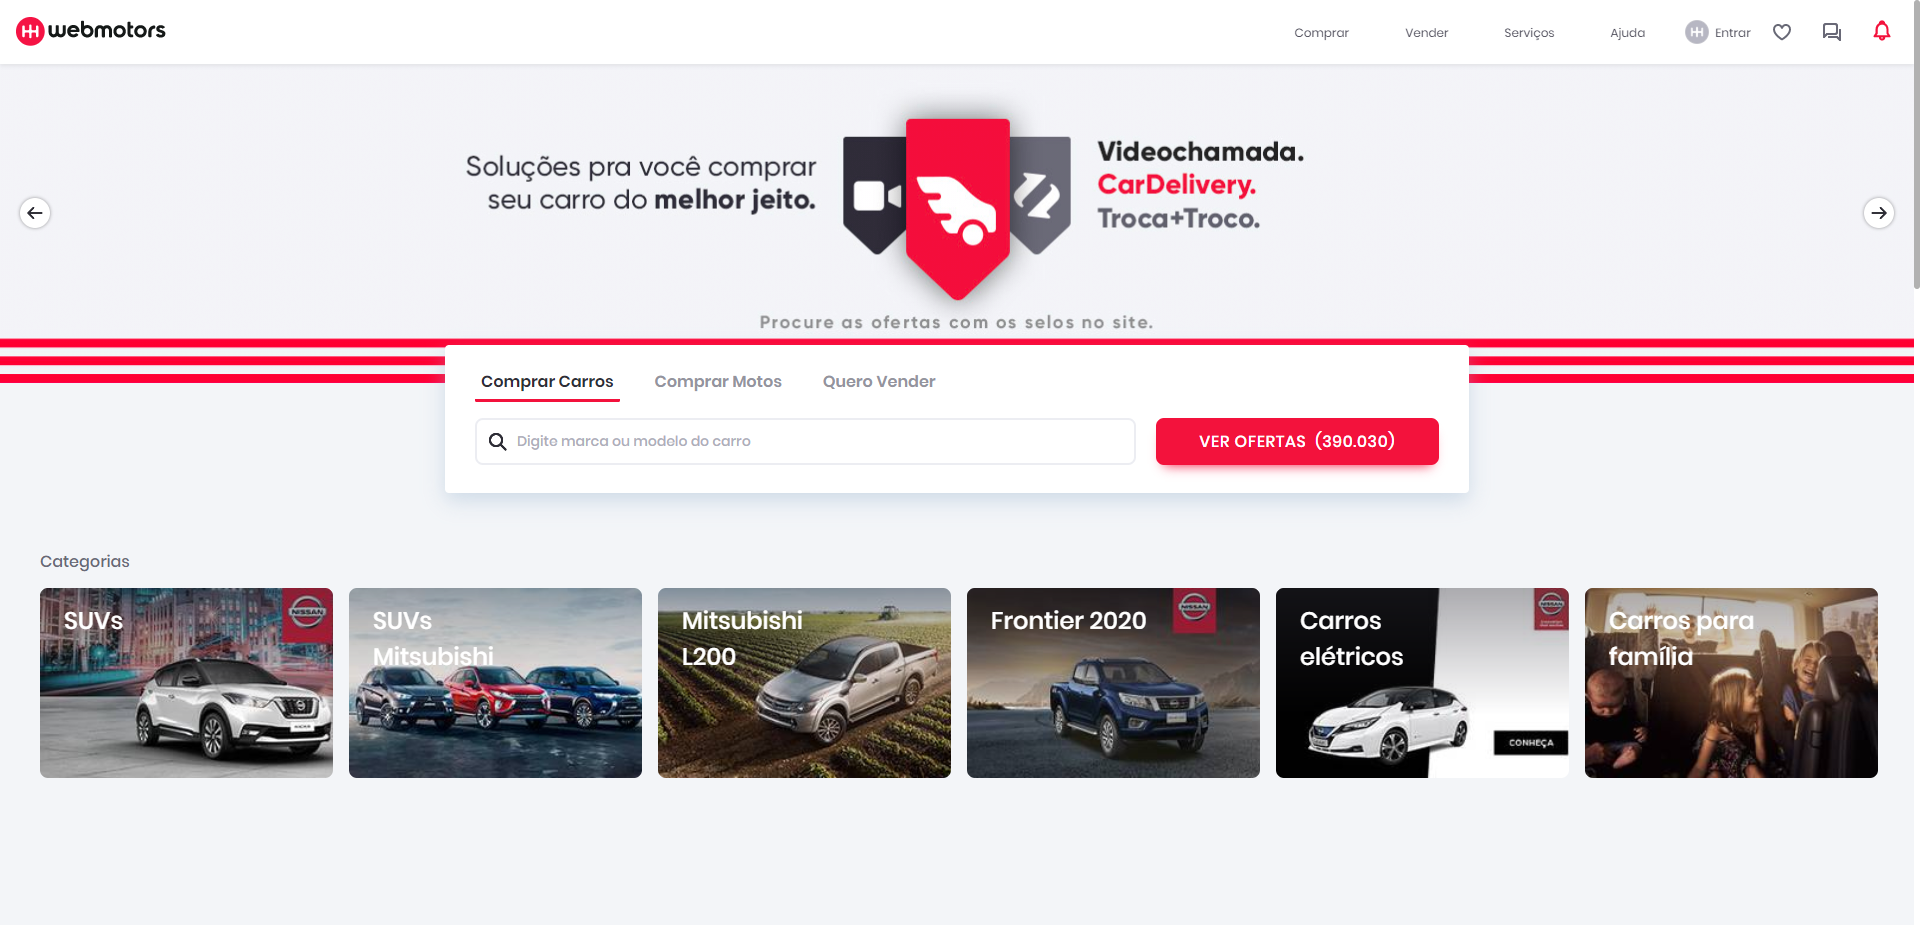 webmotors
Comprar
Vender
Serviços
Ajuda
Entrar
Soluções pra você comprar
seu carro do melhor jeito.
Videochamada.
CarDelivery.
Troca+Troco.
Procure as ofertas com os selos no site.
Comprar Carros
Comprar Motos
Quero Vender
Digite marca ou modelo do carro
VER OFERTAS (390.030)
Categorias
SUVs
NISSAN
SUVs
Mitsubishi
Mitsubishi
L200
Frontier 2020
NISSAN
Carros
elétricos
NISSAN
CONHEÇA
Carros para
família